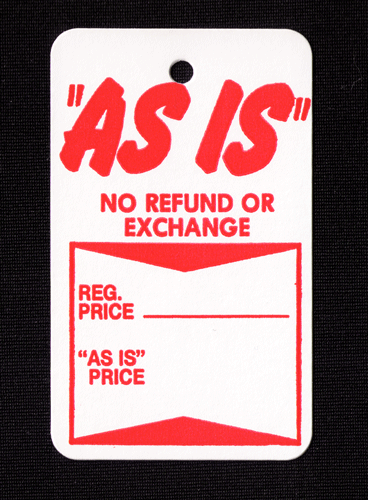 "AS IS"
NO REFUND OR
EXCHANGE
REG.
PRICE
"AS IS"
PRICE